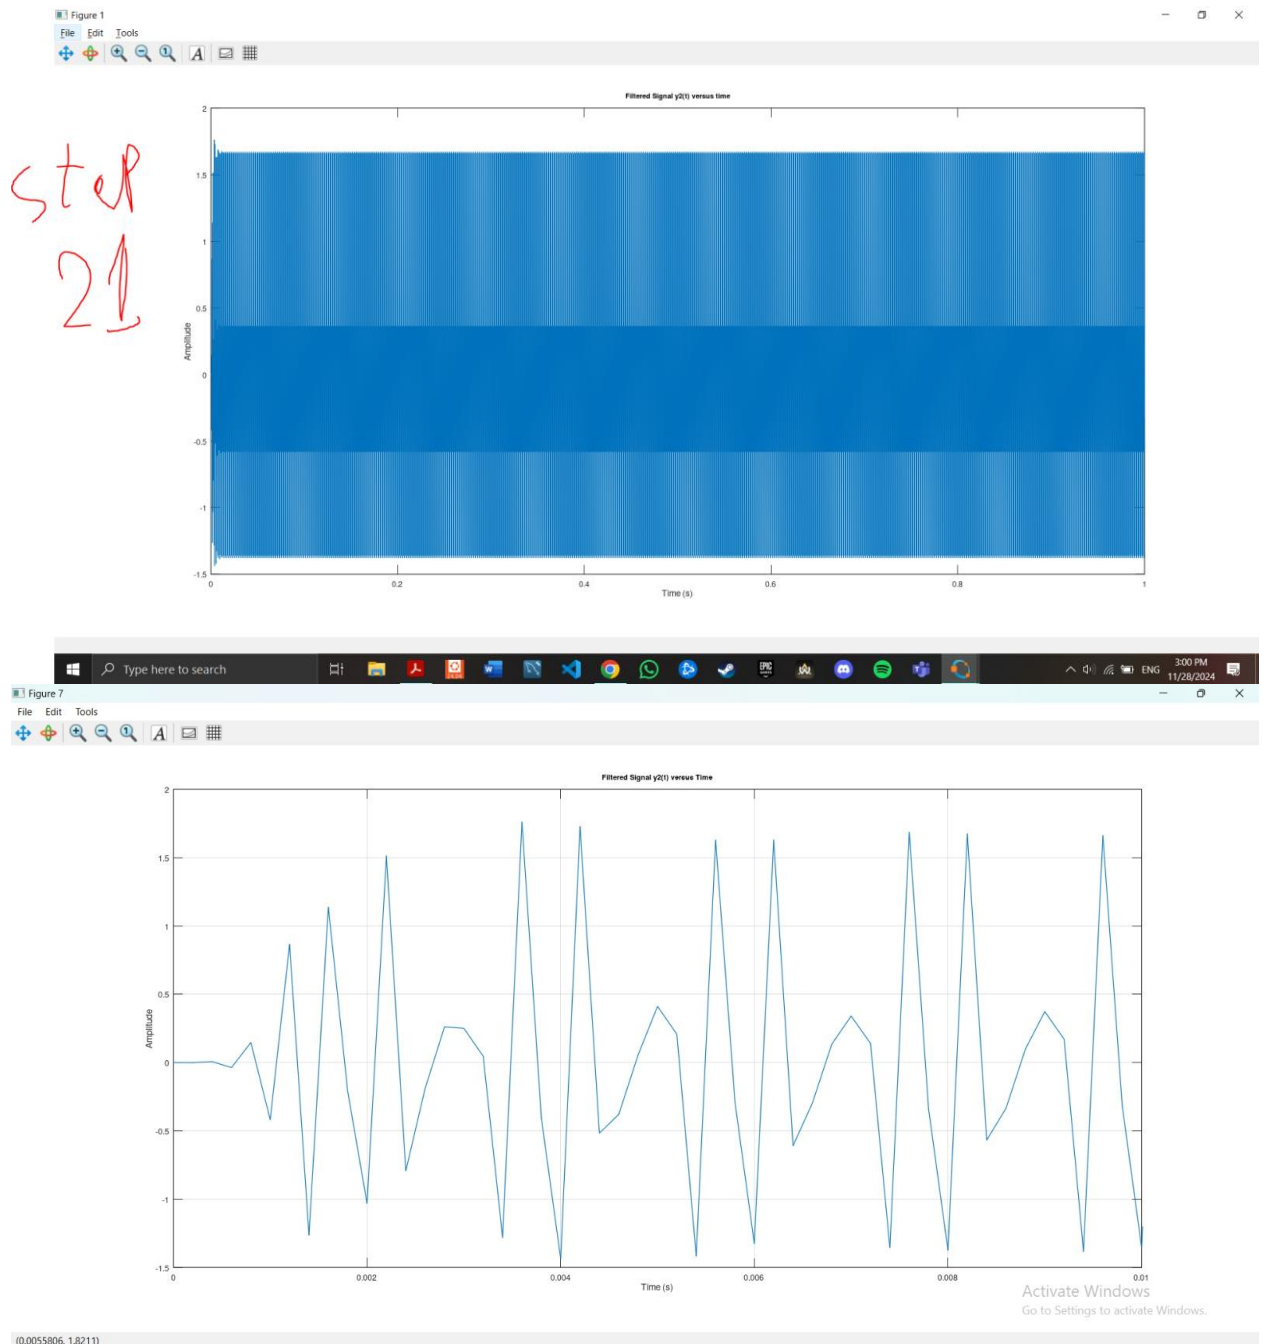 Figure 1
File Edit Tools
A
Filtered Signal y2(t) versus time
step
21
2
1.5
1
0.5
0
-0.5
-1
-1.5
Amplitude
0 0.2 0.4 0.6 0.8 1
Time (s)
Type here to search
ENG
3:00 PM
11/28/2024
Figure 7
File Edit Tools
A
Filtered Signal y2(t) versus Time
2
1.5
1
0.5
0
-0.5
-1
-1.5
Amplitude
0 0.002 0.004 0.006 0.008 0.01
Time (s)
Activate Windows
Go to Settings to activate Windows.
(0.0055806, 1.8211)